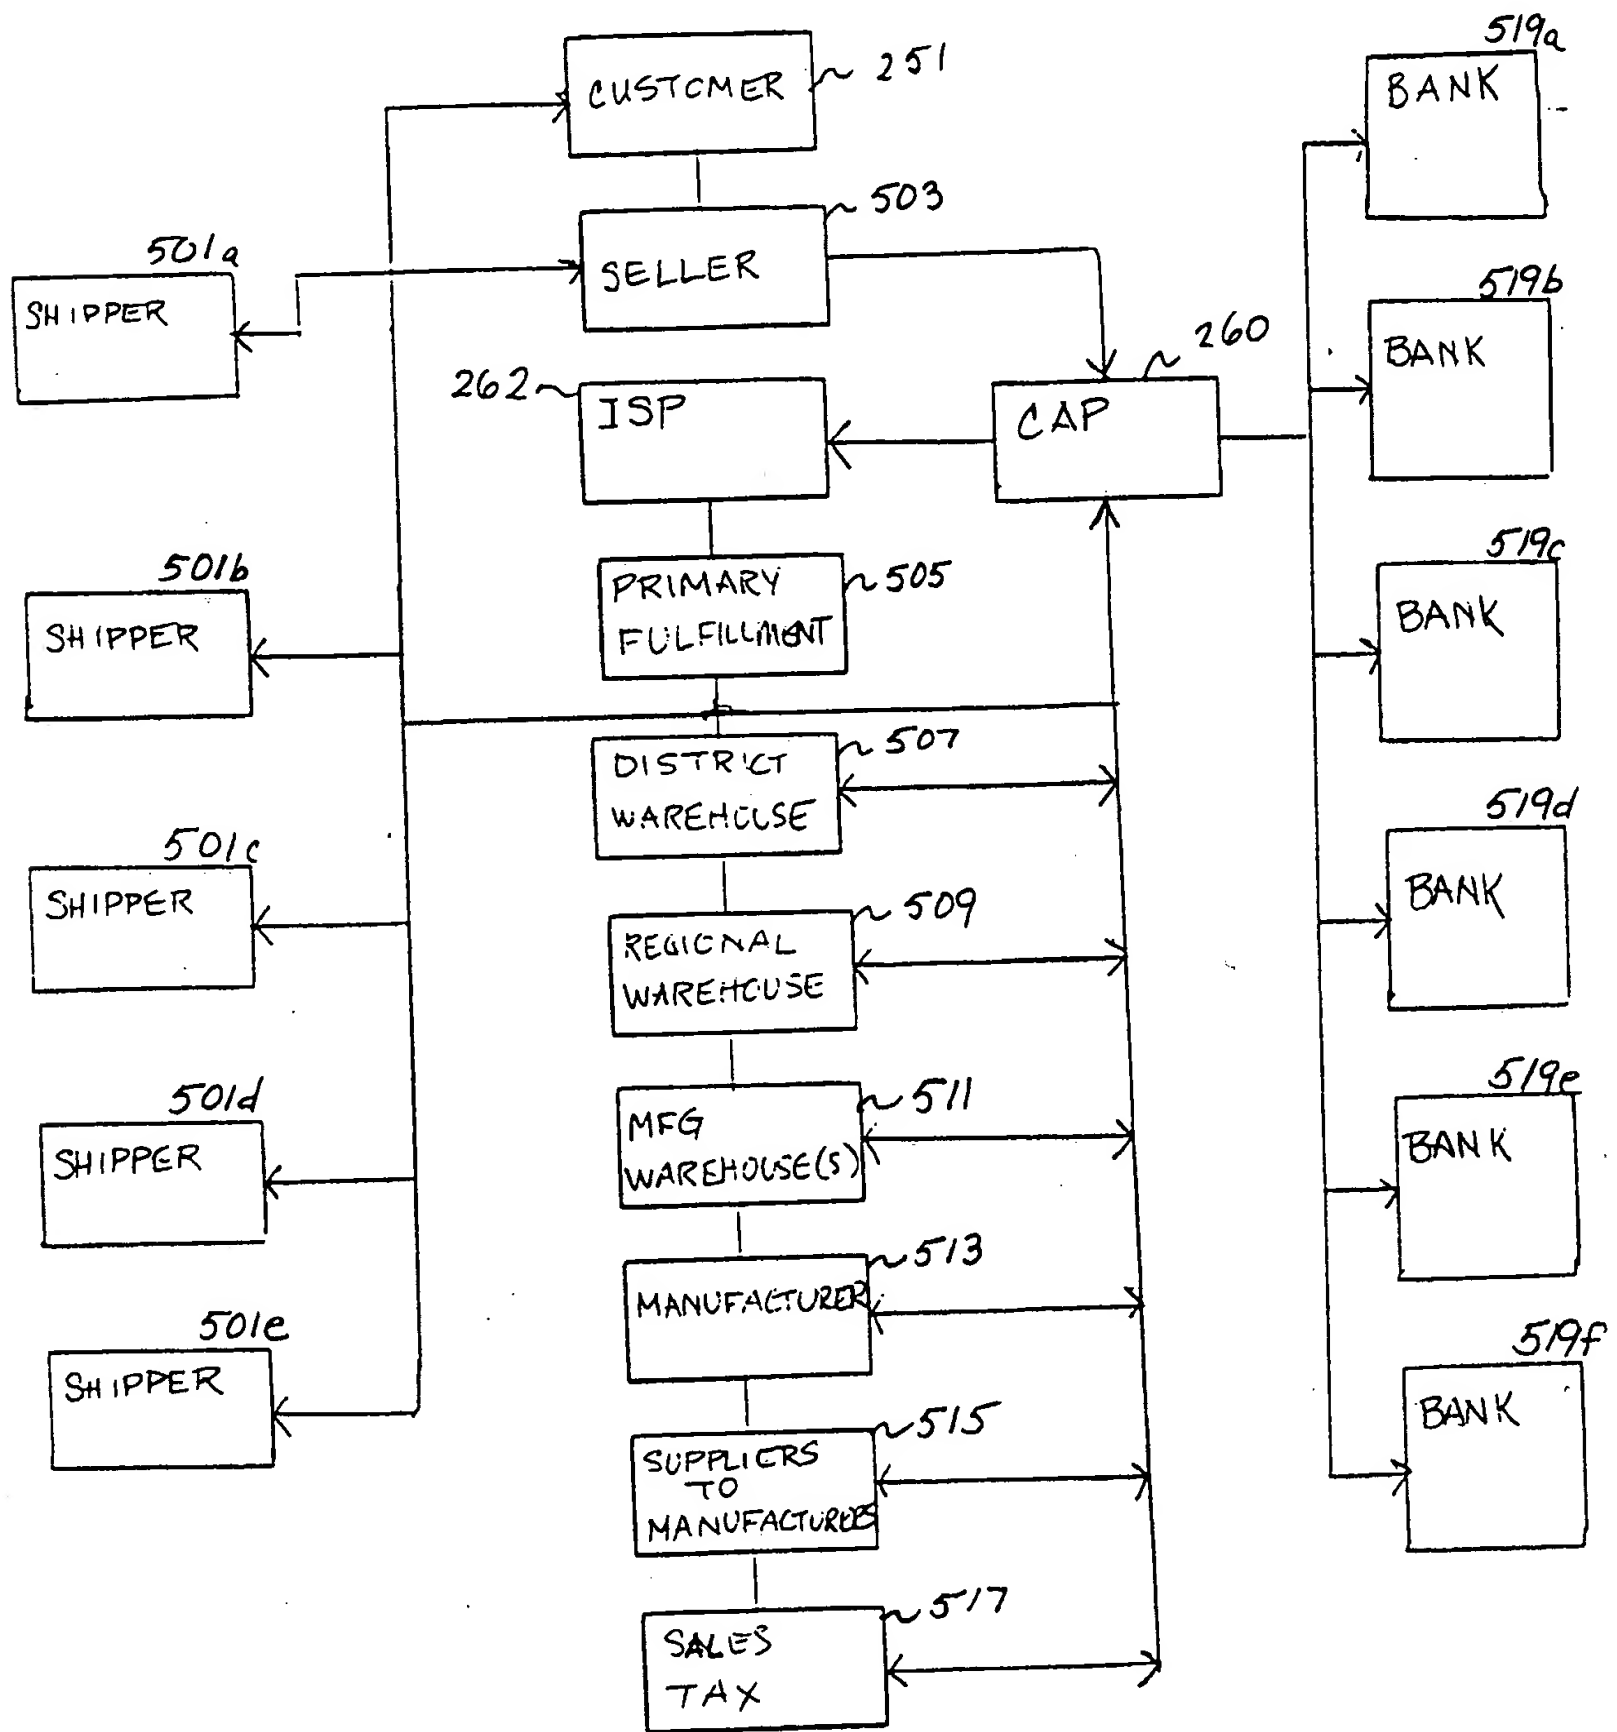 519a
CUSTOMER
251
BANK
503
501a
SELLER
519b
SHIPPER
260
BANK
262
ISP
CAP
501b
PRIMARY
FULFILLMENT
505
519c
SHIPPER
BANK
507
DISTRICT
WAREHOUSE
519d
501c
SHIPPER
509
BANK
REGIONAL
WAREHOUSE
501d
511
519e
SHIPPER
MFG
WAREHOUSE(S)
BANK
513
501e
MANUFACTURER
519f
SHIPPER
515
BANK
SUPPLIERS
TO
MANUFACTURERS
517
SALES
TAX